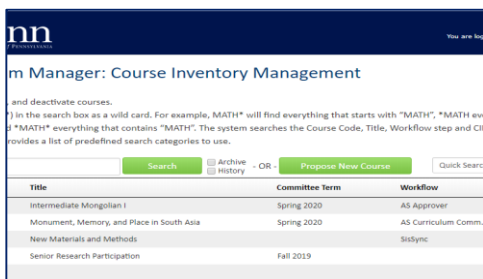 nn
of Pennsylvania
You are log
m Manager: Course Inventory Management
, and deactivate courses.
*) in the search box as a wild card. For example, MATH* will find everything that starts with "MATH", *MATH eve
d *MATH* everything that contains "MATH". The system searches the Course Code, Title, Workflow step and CI
rovides a list of predefined search categories to use.
Search Archive - OR - Propose New Course Quick Searc
History
Title Committee Term Workflow
Intermediate Mongolian I Spring 2020 AS Approver
Monument, Memory, and Place in South Asia Spring 2020 AS Curriculum Comm.
New Materials and Methods SisSync
Senior Research Participation Fall 2019